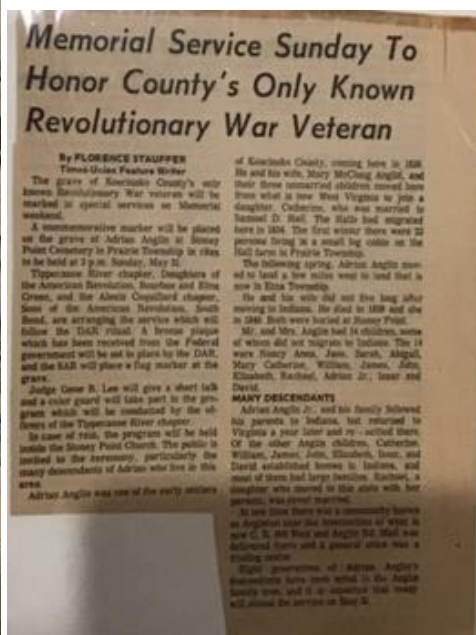 Memorial Service Sunday To
Honor County's Only Known
Revolutionary War Veteran
By FLORENCE STAUFFER
Times-Union Feature Writer
The grave of Kosciusko County's only
known Revolutionary War veteran will be
marked in special services on Memorial
weekend.
A commemorative marker will be placed
on the grave of Adrian Anglin at Stoney
Point Cemetery in Prairie Township in rites
to be held at 2 p.m. Sunday, May
Tippecanoe River chapter, Daughters of
the American Revolution, Bourbon and Etna
Green, and the Alexis Coquillard chapter,
Sons of the American Revolution, South
Bend, are arranging the service which will
follow the DAR ritual. A bronze plaque
which has been received from the Federal
government will be set in place by the DAR,
and the SAR will place a flag marker at the
grave.
Judge Gene B. Lee will give a short talk
and a color guard will take part in the pro-
gram which will be conducted by the of-
ficers of the Tippecanoe River chapter.
In case of rain, the program will be held
inside the Stoney Point Church. The public is
invited to the ceremony, particularly the
many descendants of Adrian who live in this
area.
Adrian Anglin was one of the early settlers
of Kosciusko County, coming here in
He and his wife, Mary McClung Anglin, and
their three unmarried children moved here
from what is now West Virginia to join a
daughter, Catherine, who was married to
Samuel D. Hall. The Halls had migrated
here in The first winter there were
persons living in a small log cabin on the
Hall farm in Prairie Township.
The following spring, Adrian Anglin mov-
ed to land a few miles west to land that is
now in Etna Township.
He and his wife did not live long after
moving to Indiana. He died in and she
in Both were buried at Stoney Point.
Mr. and Mrs. Anglin had 14 children, some
of whom did not migrate to Indiana. The 14
were Nancy Jane, Sarah, Abigail,
Mary Catherine, William, James, John,
Elizabeth, Rachael, Adrian Jr., Isaac and
David.
MANY DESCENDANTS
Adrian Anglin Jr. and his family followed
his parents to Indiana, but returned to
Virginia a year later and
Of the other Anglin children, Catherine,
William, James, John, Elizabeth, Isaac, and
David established homes in Indiana, and
most of them had large families. Rachael, a
daughter who moved to this state with her
parents, was never married.
At one time there was a community known
as near the intersection of what is
now C. R. West and Anglin Rd. Mail was
delivered there and a general store was a
trading center.
Eight generations of Adrian Anglin's
descendants have been noted in the Anglin
family tree, and it is many
will attend the service on May